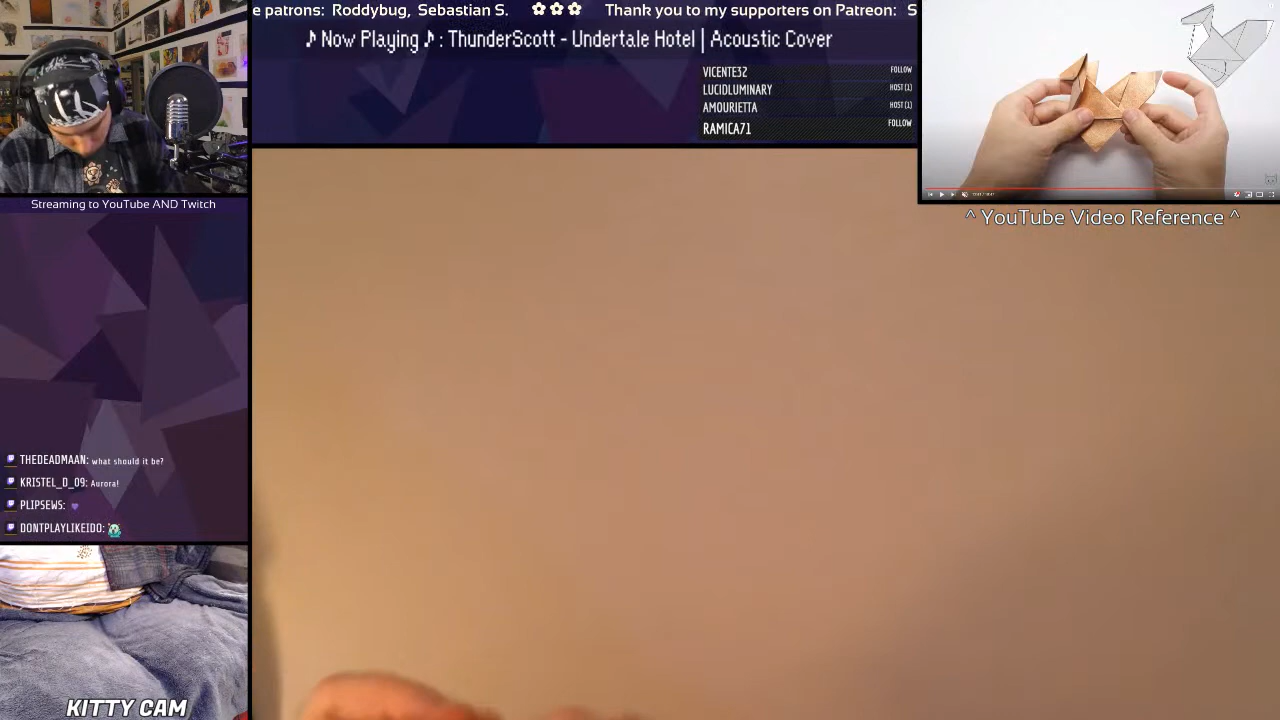 e patrons: Roddybug, Sebastian S. ✿ ✿ ✿ Thank you to my supporters on Patreon: S
♪ Now Playing ♪ : ThunderScott - Undertale Hotel | Acoustic Cover
VICENTE32 FOLLOW
LUCIDLUMINARY HOST (1)
AMOURIETTA HOST (1)
RAMICA71 FOLLOW
Streaming to YouTube AND Twitch
^ YouTube Video Reference ^
THEDEADMAAN: what should it be?
KRISTEL_D_09: Aurora!
PLIPSEWS: 💜
DONTPLAYLIKEIDO:
KITTY CAM